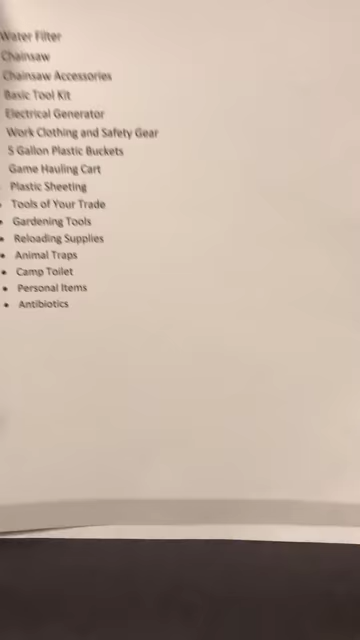 Water Filter
Chainsaw
Chainsaw Accessories
Basic Tool Kit
Electrical Generator
Work Clothing and Safety Gear
5 Gallon Plastic Buckets
Game Hauling Cart
Plastic Sheeting
• Tools of Your Trade
• Gardening Tools
• Reloading Supplies
• Animal Traps
• Camp Toilet
• Personal Items
• Antibiotics